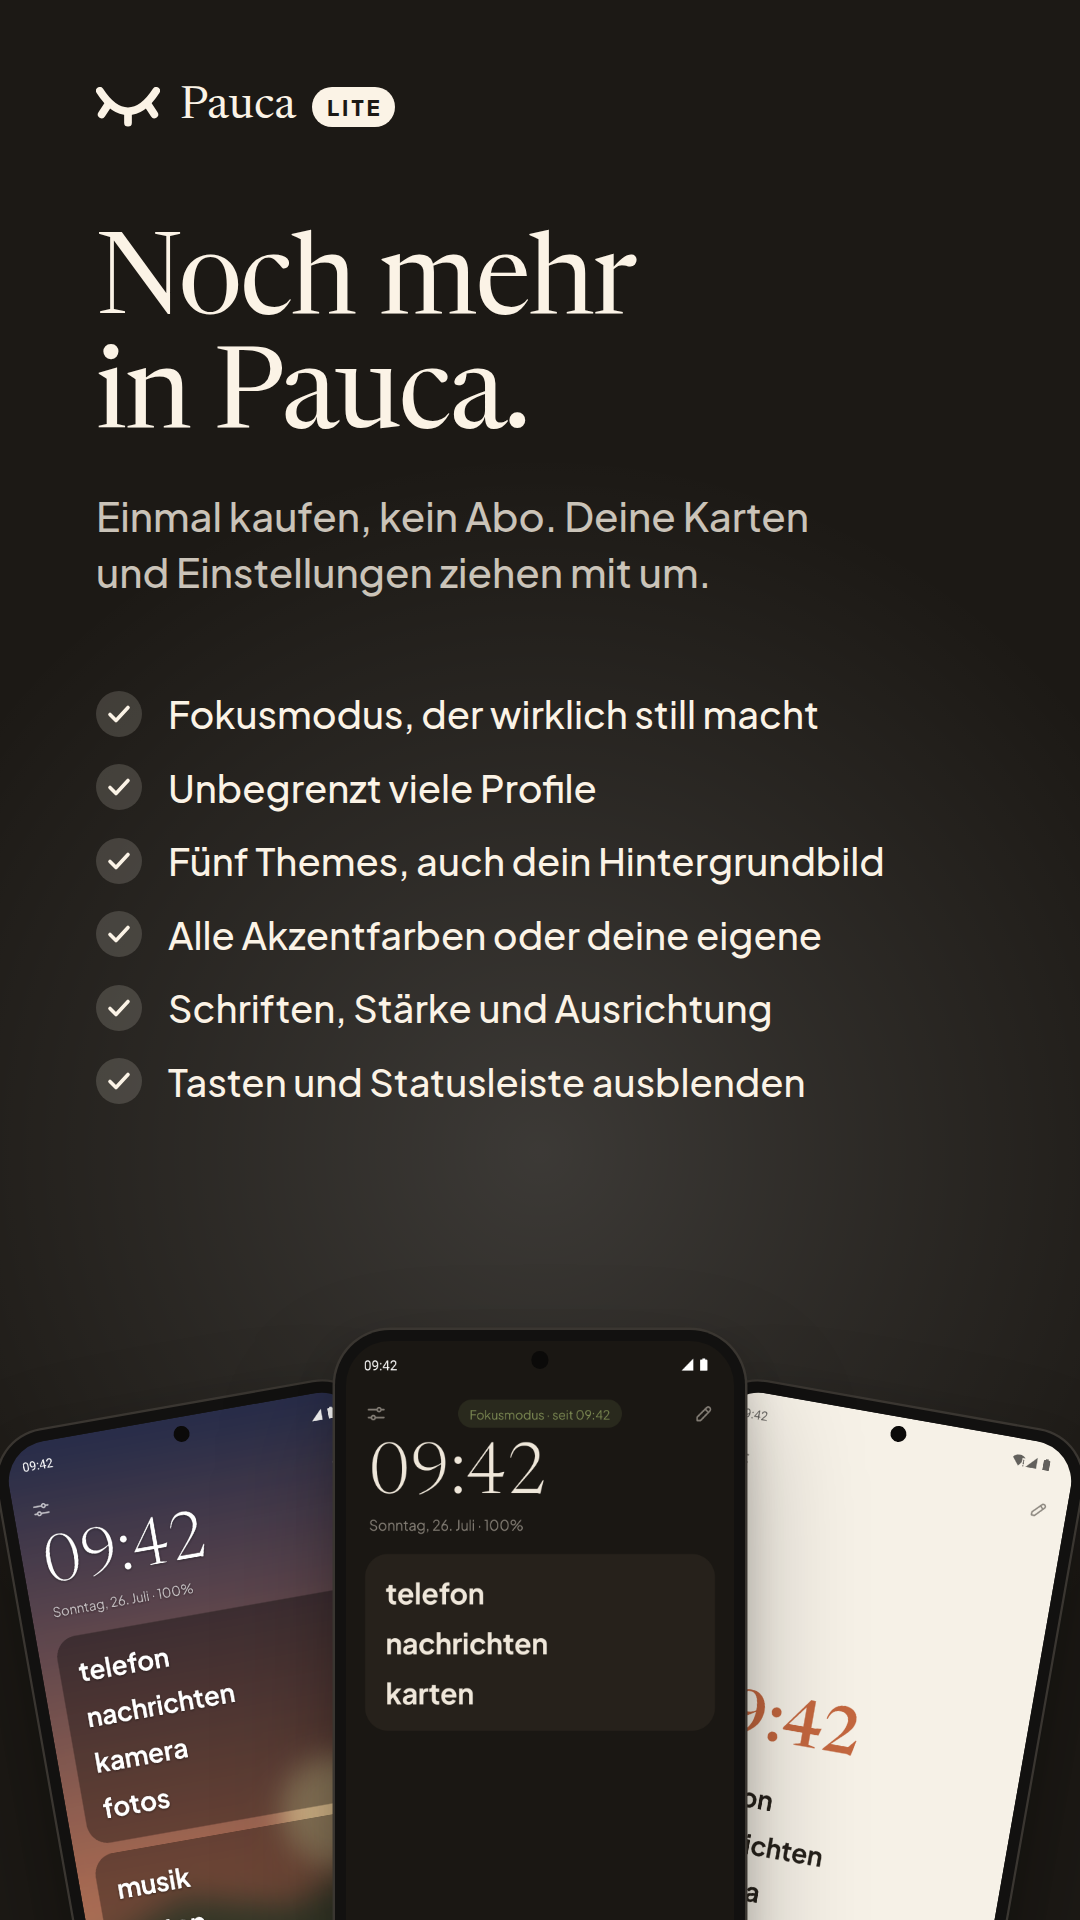 Pauca LITE
Noch mehr
in Pauca.
Einmal kaufen, kein Abo. Deine Karten
und Einstellungen ziehen mit um.
Fokusmodus, der wirklich still macht
Unbegrenzt viele Profile
Fünf Themes, auch dein Hintergrundbild
Alle Akzentfarben oder deine eigene
Schriften, Stärke und Ausrichtung
Tasten und Statusleiste ausblenden
09:42
09:42
Sonntag, 26. Juli · 100%
telefon
nachrichten
kamera
fotos
musik
09:42
Fokusmodus · seit 09:42
09:42
Sonntag, 26. Juli · 100%
telefon
nachrichten
karten
9:42
9:42
on
ichten
a